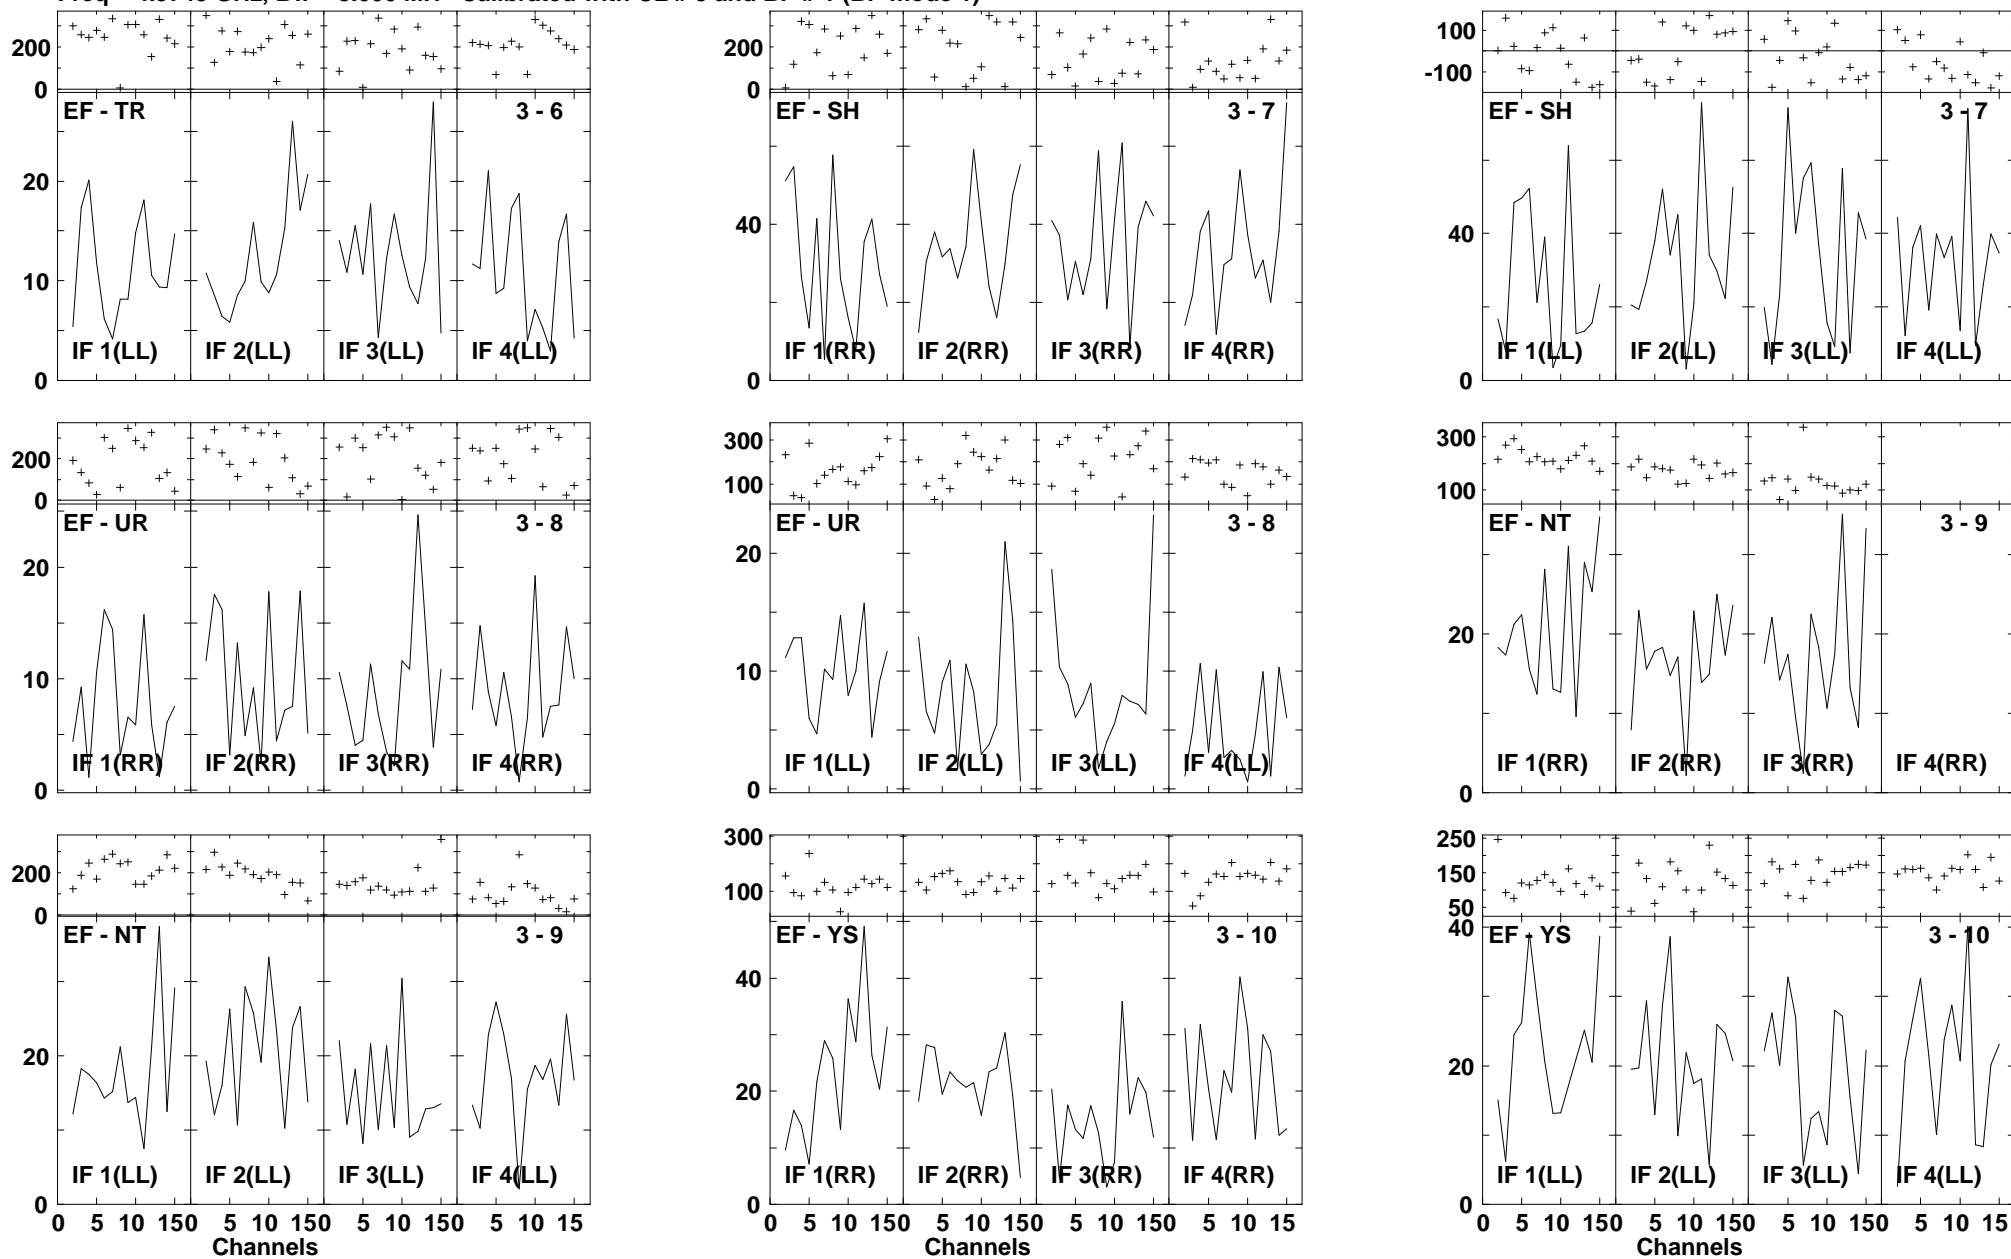 200
0
EF - TR
3 - 6
20
10
0
IF 1(LL)
IF 2(LL)
IF 3(LL)
IF 4(LL)
200
0
EF - SH
3 - 7
40
0
IF 1(RR)
IF 2(RR)
IF 3(RR)
IF 4(RR)
100
-100
EF - SH
3 - 7
40
0
IF 1(LL)
IF 2(LL)
IF 3(LL)
IF 4(LL)
200
0
EF - UR
3 - 8
20
10
0
IF 1(RR)
IF 2(RR)
IF 3(RR)
IF 4(RR)
300
100
EF - UR
3 - 8
20
10
0
IF 1(LL)
IF 2(LL)
IF 3(LL)
IF 4(LL)
300
100
EF - NT
3 - 9
20
0
IF 1(RR)
IF 2(RR)
IF 3(RR)
IF 4(RR)
200
0
EF - NT
3 - 9
20
0
IF 1(LL)
IF 2(LL)
IF 3(LL)
IF 4(LL)
0 5 10 150 5 10 150 5 10 150 5 10 15
Channels
300
100
EF - YS
3 - 10
40
20
0
IF 1(RR)
IF 2(RR)
IF 3(RR)
IF 4(RR)
0 5 10 150 5 10 150 5 10 150 5 10 15
Channels
250
150
50
EF - YS
3 - 10
40
20
0
IF 1(LL)
IF 2(LL)
IF 3(LL)
IF 4(LL)
0 5 10 150 5 10 150 5 10 150 5 10 15
Channels